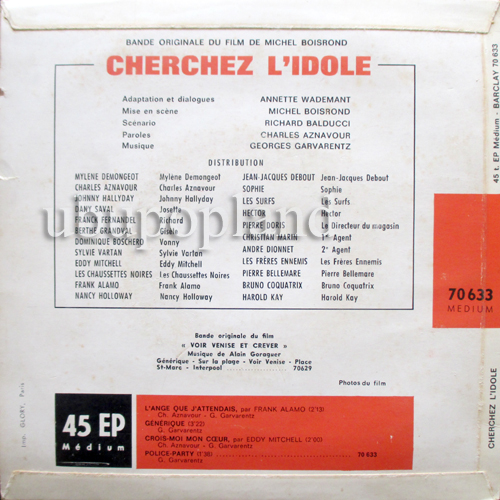 BANDE ORIGINALE DU FILM DE MICHEL BOISROND
CHERCHEZ L'IDOLE
Adaptation et dialogues ANNETTE WADEMANT
Mise en scène MICHEL BOISROND
Scénario RICHARD BALDUCCI
Paroles CHARLES AZNAVOUR
Musique GEORGES GARVARENTZ
DISTRIBUTION
MYLENE DEMONGEOT Mylène Demongeot JEAN-JACQUES DEBOUT Jean-Jacques Debout
CHARLES AZNAVOUR Charles Aznavour SOPHIE Sophie
JOHNNY HALLYDAY Johnny Hallyday LES SURFS Les Surfs
DANY SAVAL Josette HECTOR Hector
FRANCK FERNANDEL Richard PIERRE DORIS Le Directeur du magasin
BERTHE GRANDVAL Gisèle CHRISTIAN MARIN 1er Agent
DOMINIQUE BOSCHERO Vonny ANDRE DIONNET 2e Agent
SYLVIE VARTAN Sylvie Vartan LES FRÈRES ENNEMIS Les Frères Ennemis
EDDY MITCHELL Eddy Mitchell PIERRE BELLEMARE Pierre Bellemare
LES CHAUSSETTES NOIRES Les Chaussettes Noires BRUNO COQUATRIX Bruno Coquatrix
FRANK ALAMO Frank Alamo HAROLD KAY Harold Kay
NANCY HOLLOWAY Nancy Holloway
upupopland
Bande originale du film
« VOIR VENISE ET CREVER »
Musique de Alain Goraguer
Générique - Sur la plage - Voir Venise - Place
St-Marc - Interpool 70629
Photos du film
70 633
MEDIUM
45 EP
Médium
L'ANGE QUE J'ATTENDAIS, par FRANK ALAMO (2'13)
Ch. Aznavour - G. Garvarentz
GÉNÉRIQUE (3'22)
G. Garvarentz
CROIS-MOI MON CŒUR, par EDDY MITCHELL (2'00)
Ch. Aznavour - G. Garvarentz
POLICE-PARTY (1'35) 70 633
G. Garvarentz
Imp. GLORY, Paris
45 t. EP Médium - BARCLAY 70 633
CHERCHEZ L'IDOLE